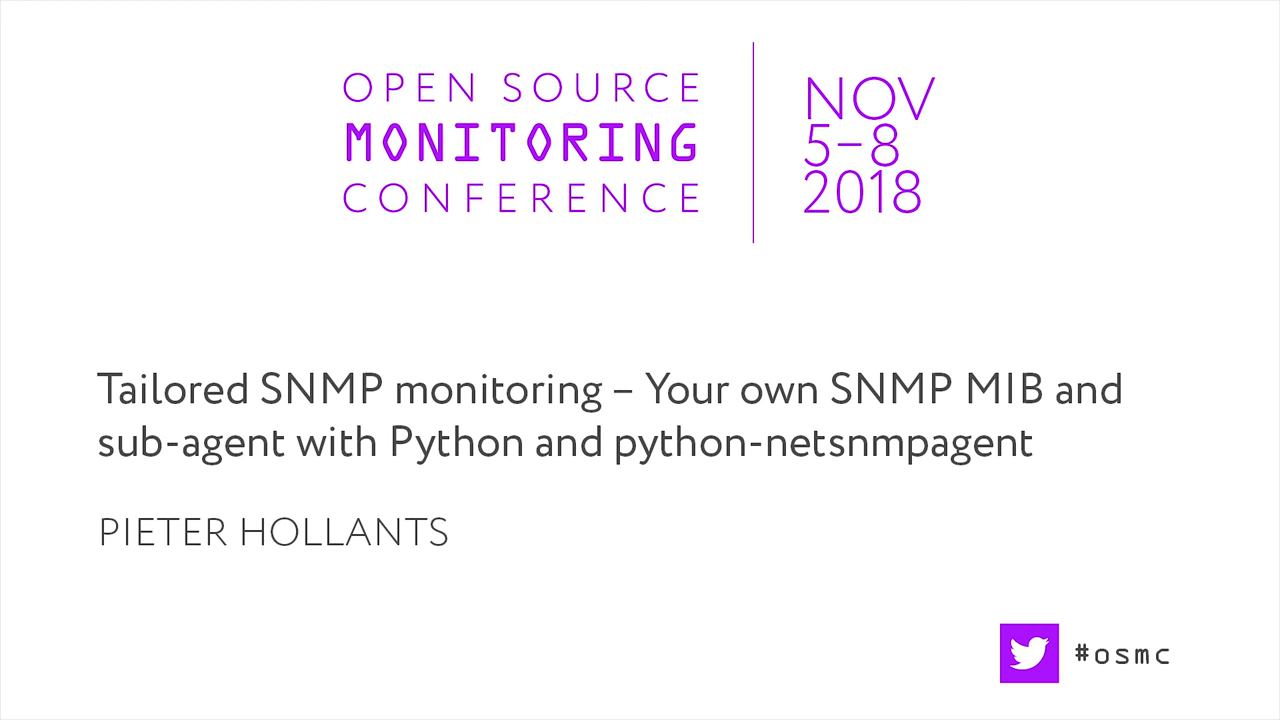 OPEN SOURCE
MONITORING
CONFERENCE
NOV
5–8
2018
Tailored SNMP monitoring – Your own SNMP MIB and
sub-agent with Python and python-netsnmpagent
PIETER HOLLANTS
#osmc